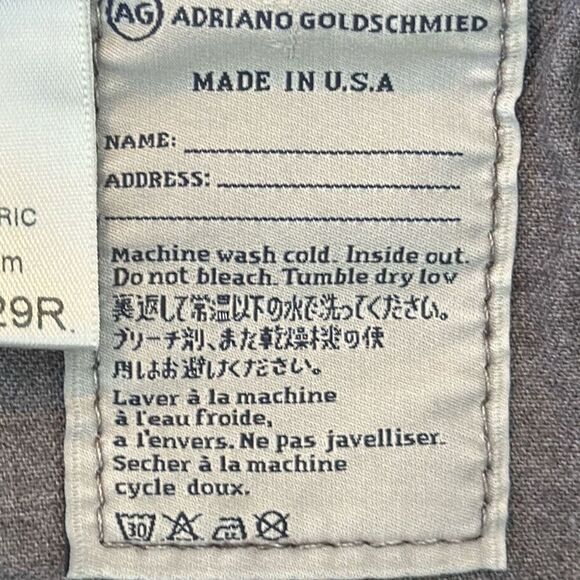 AG ADRIANO GOLDSCHMIED
MADE IN U.S.A
NAME:
ADDRESS:
RIC
m
29R.
Machine wash cold. Inside out.
Do not bleach. Tumble dry low
裏返して常温以下の水で洗ってください。
ブリーチ剤、また乾燥機の使
用はお避けください。
Laver à la machine
à l'eau froide,
a l'envers. Ne pas javelliser.
Secher à la machine
cycle doux.
30